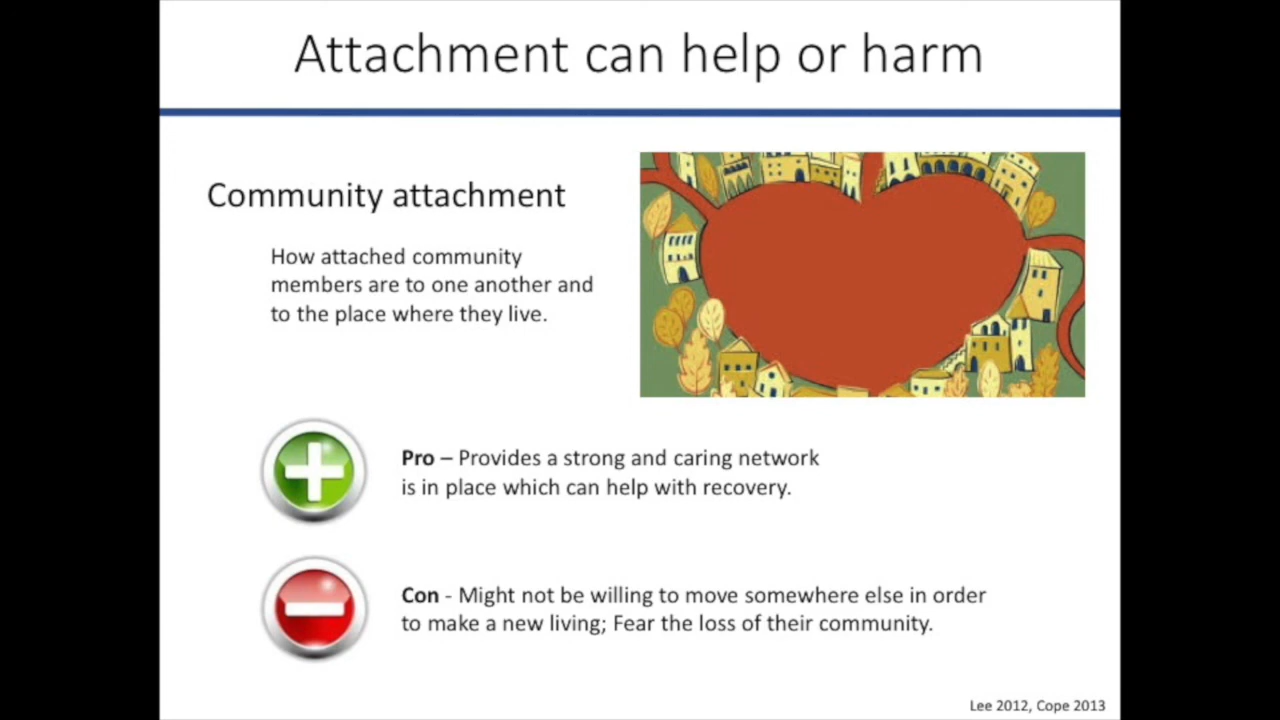 Attachment can help or harm
Community attachment
How attached community
members are to one another and
to the place where they live.
Pro – Provides a strong and caring network
is in place which can help with recovery.
Con - Might not be willing to move somewhere else in order
to make a new living; Fear the loss of their community.
Lee 2012, Cope 2013